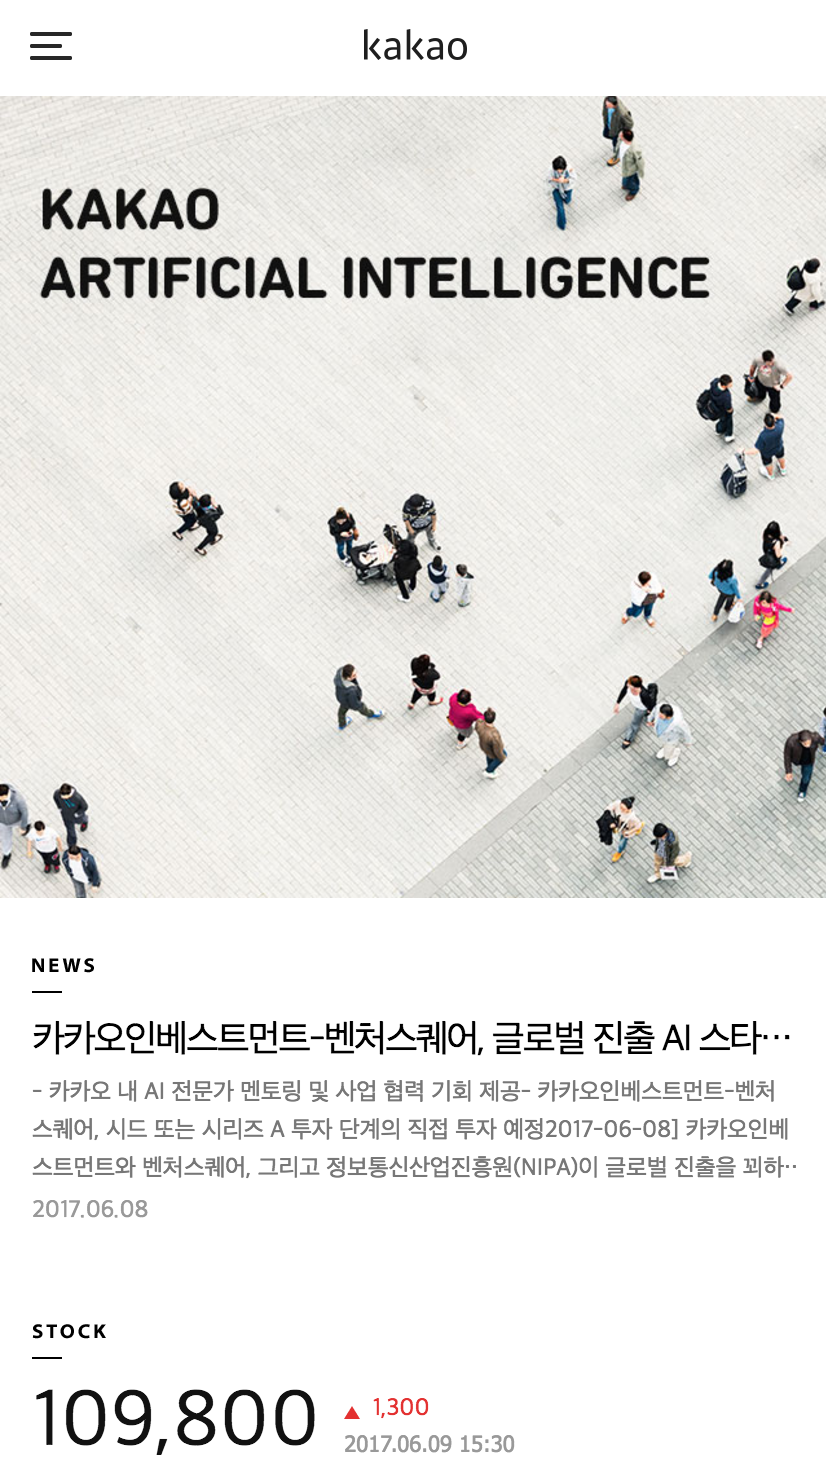 kakao
KAKAO
ARTIFICIAL INTELLIGENCE
NEWS
카카오인베스트먼트-벤처스퀘어, 글로벌 진출 AI 스타…
- 카카오 내 AI 전문가 멘토링 및 사업 협력 기회 제공- 카카오인베스트먼트-벤처
스퀘어, 시드 또는 시리즈 A 투자 단계의 직접 투자 예정2017-06-08] 카카오인베
스트먼트와 벤처스퀘어, 그리고 정보통신산업진흥원(NIPA)이 글로벌 진출을 꾀하··
2017.06.08
STOCK
109,800 ▲ 1,300
2017.06.09 15:30